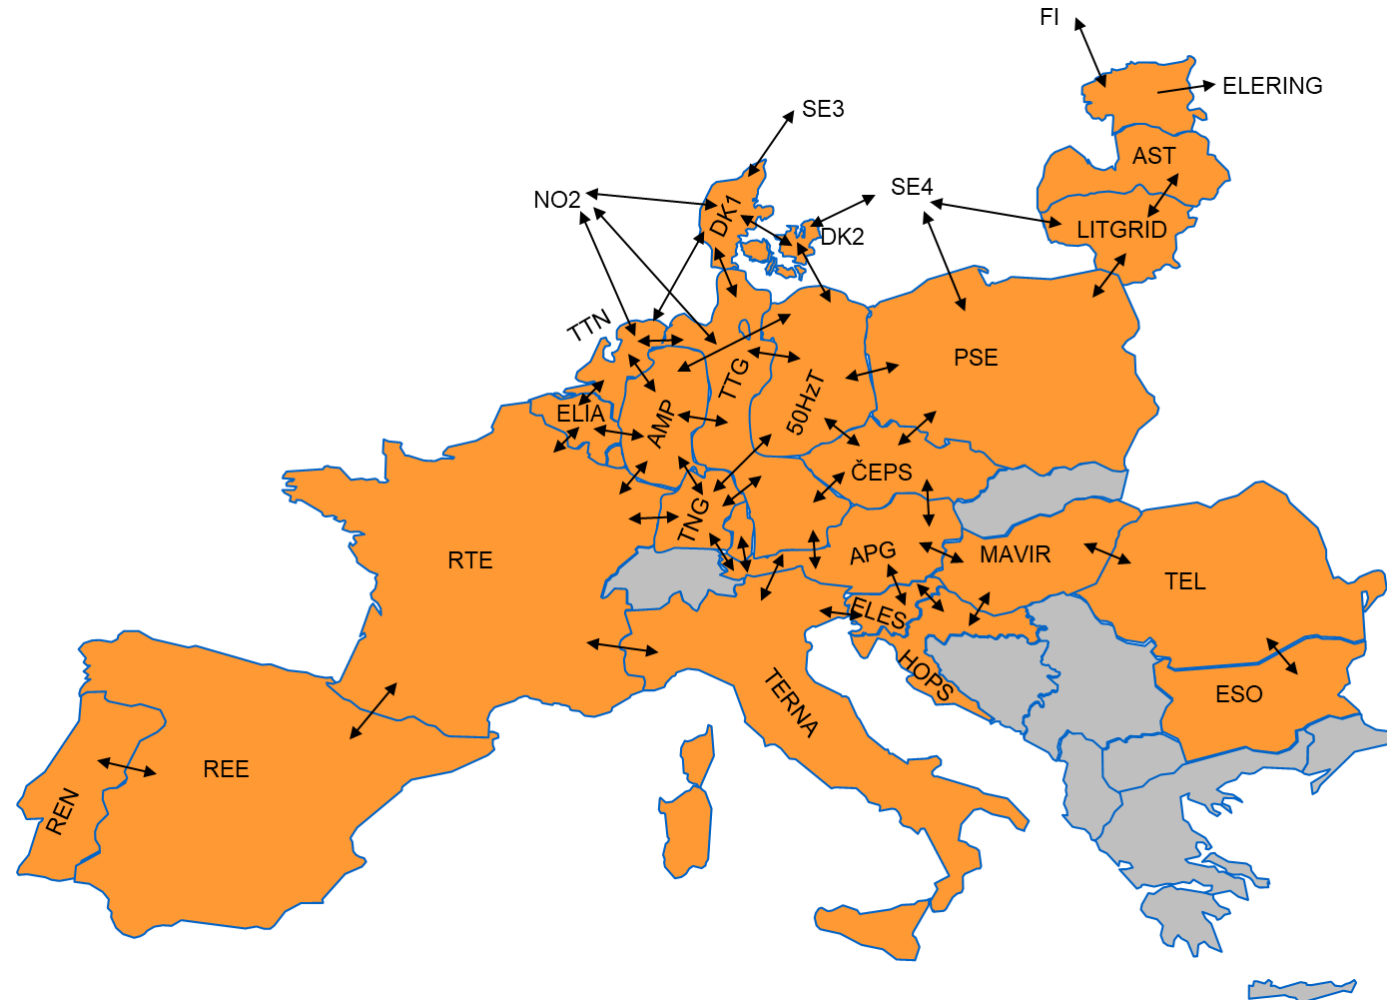 FI
ELERING
SE3
AST
SE4
NO2
DK1
LITGRID
DK2
TTN
PSE
TTG
50HzT
ELIA
AMP
ČEPS
TNG
APG
MAVIR
RTE
TEL
ELES
HOPS
ESO
TERNA
REE
REN